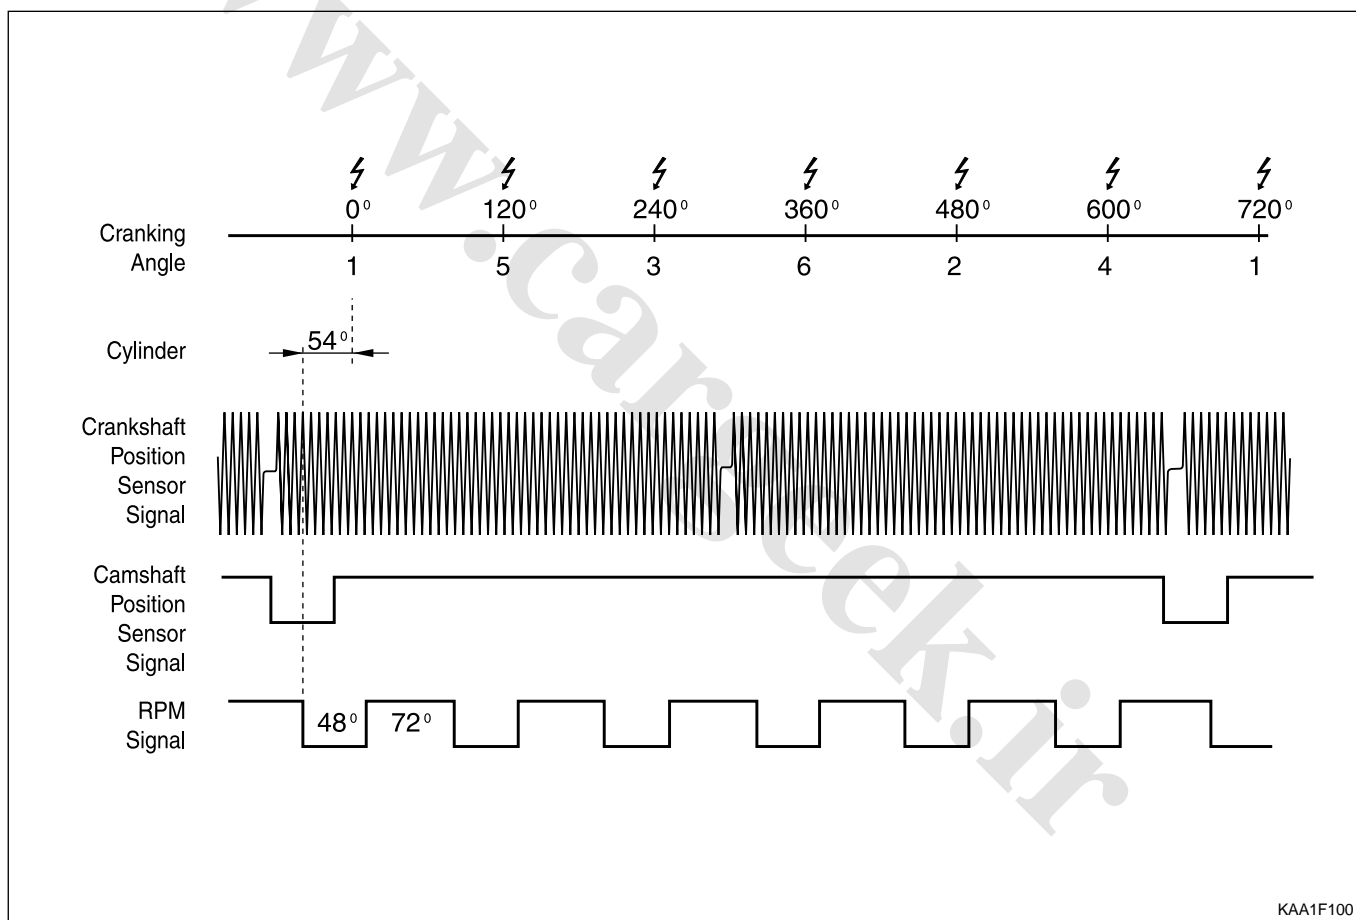 0° 120° 240° 360° 480° 600° 720°
Cranking
Angle
1 5 3 6 2 4 1
Cylinder
54°
Crankshaft
Position
Sensor
Signal
Camshaft
Position
Sensor
Signal
RPM
Signal
48° 72°
www.carseek.ir
KAA1F100